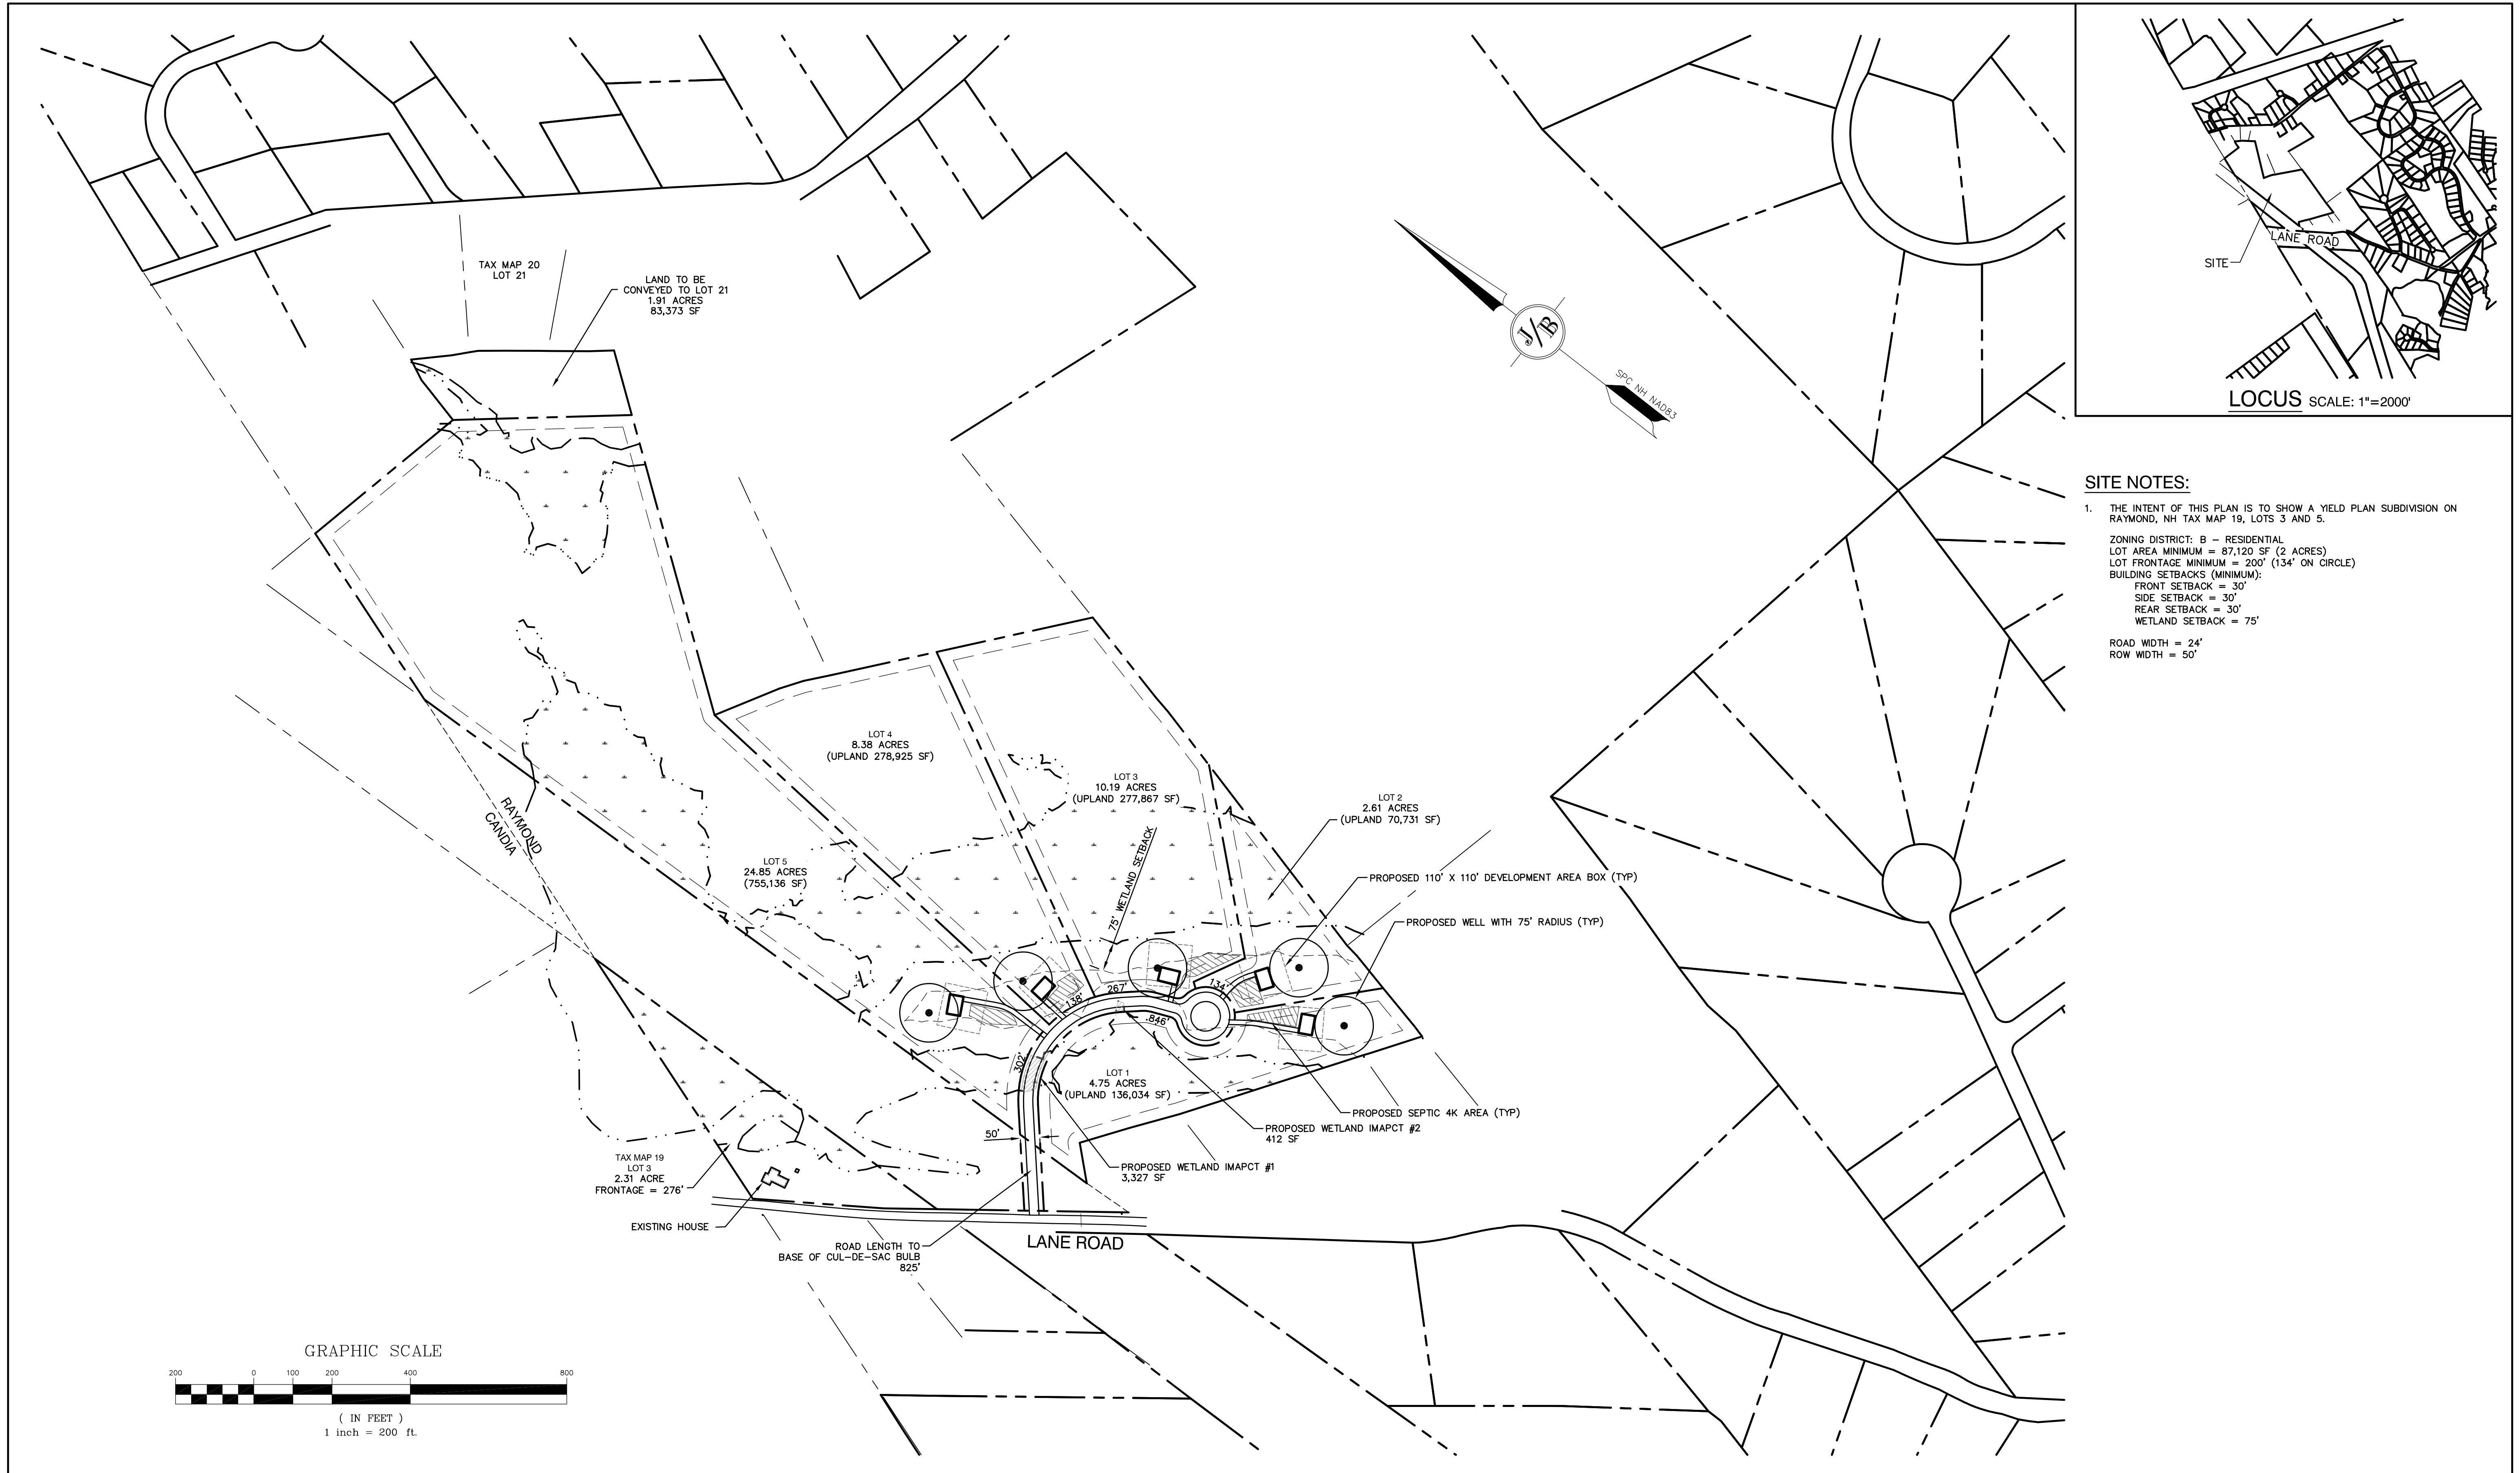 LANE ROAD
SITE
LOCUS SCALE: 1"=2000'
TAX MAP 20
LOT 21
LAND TO BE
CONVEYED TO LOT 21
1.91 ACRES
83,373 SF
J/B
SPC NH NAD83
SITE NOTES:
1. THE INTENT OF THIS PLAN IS TO SHOW A YIELD PLAN SUBDIVISION ON
RAYMOND, NH TAX MAP 19, LOTS 3 AND 5.
ZONING DISTRICT: B – RESIDENTIAL
LOT AREA MINIMUM = 87,120 SF (2 ACRES)
LOT FRONTAGE MINIMUM = 200' (134' ON CIRCLE)
BUILDING SETBACKS (MINIMUM):
FRONT SETBACK = 30'
SIDE SETBACK = 30'
REAR SETBACK = 30'
WETLAND SETBACK = 75'
ROAD WIDTH = 24'
ROW WIDTH = 50'
LOT 4
8.38 ACRES
(UPLAND 278,925 SF)
LOT 3
10.19 ACRES
(UPLAND 277,867 SF)
LOT 2
2.61 ACRES
(UPLAND 70,731 SF)
RAYMOND
CANDIA
LOT 5
24.85 ACRES
(755,136 SF)
75' WETLAND SETBACK
PROPOSED 110' X 110' DEVELOPMENT AREA BOX (TYP)
PROPOSED WELL WITH 75' RADIUS (TYP)
138'
267'
134'
846'
302'
LOT 1
4.75 ACRES
(UPLAND 136,034 SF)
PROPOSED SEPTIC 4K AREA (TYP)
PROPOSED WETLAND IMAPCT #2
412 SF
50'
PROPOSED WETLAND IMAPCT #1
3,327 SF
TAX MAP 19
LOT 3
2.31 ACRE
FRONTAGE = 276'
EXISTING HOUSE
ROAD LENGTH TO
BASE OF CUL-DE-SAC BULB
825'
LANE ROAD
GRAPHIC SCALE
200 0 100 200 400 800
( IN FEET )
1 inch = 200 ft.